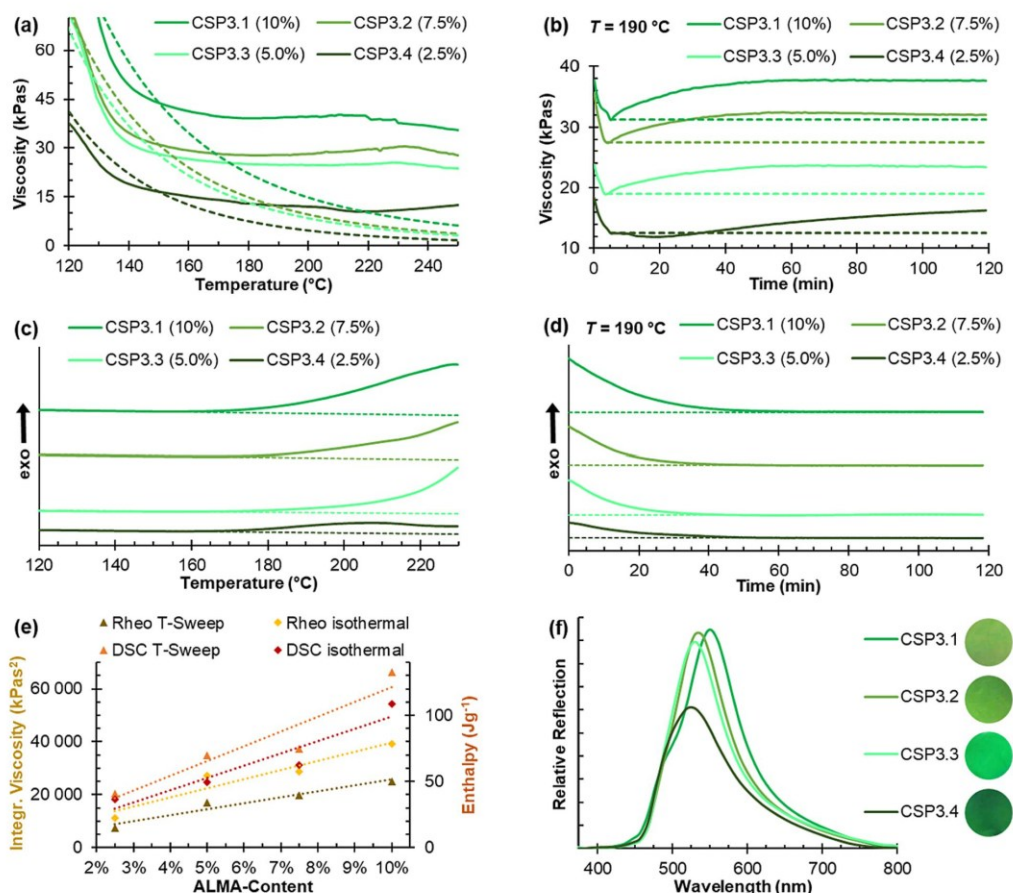 (a)
CSP3.1 (10%)
CSP3.2 (7.5%)
CSP3.3 (5.0%)
CSP3.4 (2.5%)
Viscosity (kPas)
60
45
30
15
0
120 140 160 180 200 220 240
Temperature (°C)
(b) T = 190 °C
CSP3.1 (10%)
CSP3.2 (7.5%)
CSP3.3 (5.0%)
CSP3.4 (2.5%)
Viscosity (kPas)
40
30
20
10
0 20 40 60 80 100 120
Time (min)
(c)
CSP3.1 (10%)
CSP3.2 (7.5%)
CSP3.3 (5.0%)
CSP3.4 (2.5%)
exo
120 140 160 180 200 220
Temperature (°C)
(d) T = 190 °C
CSP3.1 (10%)
CSP3.2 (7.5%)
CSP3.3 (5.0%)
CSP3.4 (2.5%)
exo
0 20 40 60 80 100 120
Time (min)
(e)
Rheo T-Sweep
Rheo isothermal
DSC T-Sweep
DSC isothermal
Integr. Viscosity (kPas²)
60 000
40 000
20 000
0
Enthalpy (Jg⁻¹)
100
50
0
2% 3% 4% 5% 6% 7% 8% 9% 10%
ALMA-Content
(f)
CSP3.1
CSP3.2
CSP3.3
CSP3.4
Relative Reflection
400 500 600 700 800
Wavelength (nm)